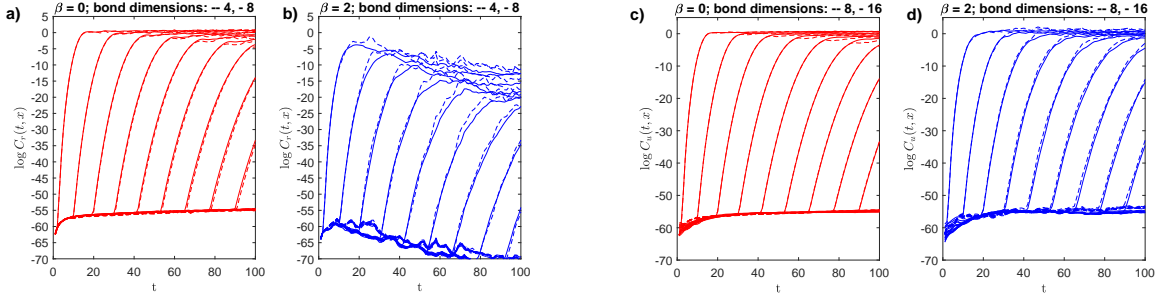 a)
β = 0; bond dimensions: -- 4, - 8
log C_r(t, x)
5
0
-5
-10
-15
-20
-25
-30
-35
-40
-45
-50
-55
-60
-65
-70
0 20 40 60 80 100
t
b)
β = 2; bond dimensions: -- 4, - 8
log C_r(t, x)
5
0
-5
-10
-15
-20
-25
-30
-35
-40
-45
-50
-55
-60
-65
-70
0 20 40 60 80 100
t
c)
β = 0; bond dimensions: -- 8, - 16
log C_u(t, x)
0
-10
-20
-30
-40
-50
-60
-70
0 20 40 60 80 100
t
d)
β = 2; bond dimensions: -- 8, - 16
log C_u(t, x)
0
-10
-20
-30
-40
-50
-60
-70
0 20 40 60 80 100
t